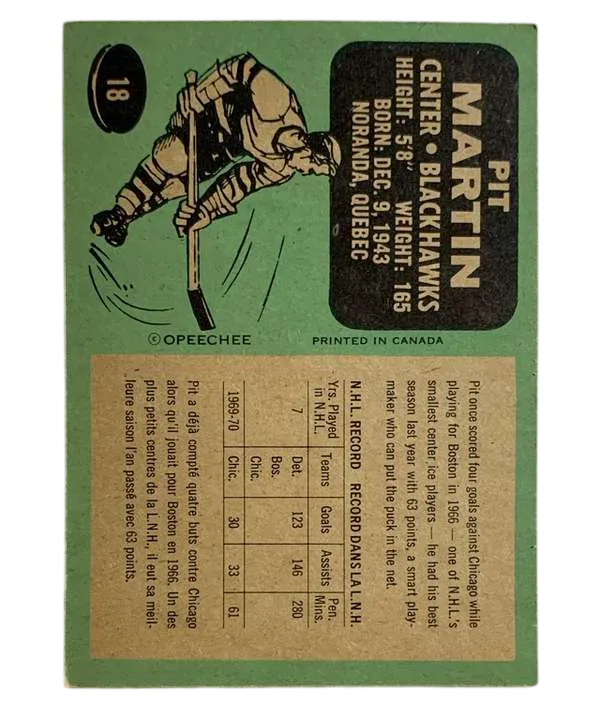 PIT
MARTIN
CENTER • BLACKHAWKS
HEIGHT: 5'8" WEIGHT: 165
BORN: DEC. 9, 1943
NORANDA, QUEBEC
18
© OPEECHEE
PRINTED IN CANADA
Pit once scored four goals against Chicago while
playing for Boston in 1966 — one of N.H.L.'s
smallest center ice players — he had his best
season last year with 63 points, a smart play-
maker who can put the puck in the net.
N.H.L. RECORD RECORD DANS LA L.N.H.
Yrs. Played in N.H.L. Teams Goals Assists Pen. Mins.
7 Det. 123 146 280
Bos.
Chic.
1969-70 Chic. 30 33 61
Pit a déjà compté quatre buts contre Chicago
alors qu'il jouait pour Boston en 1966. Un des
plus petits centres de la L.N.H., il eut sa meil-
leure saison l'an passé avec 63 points.